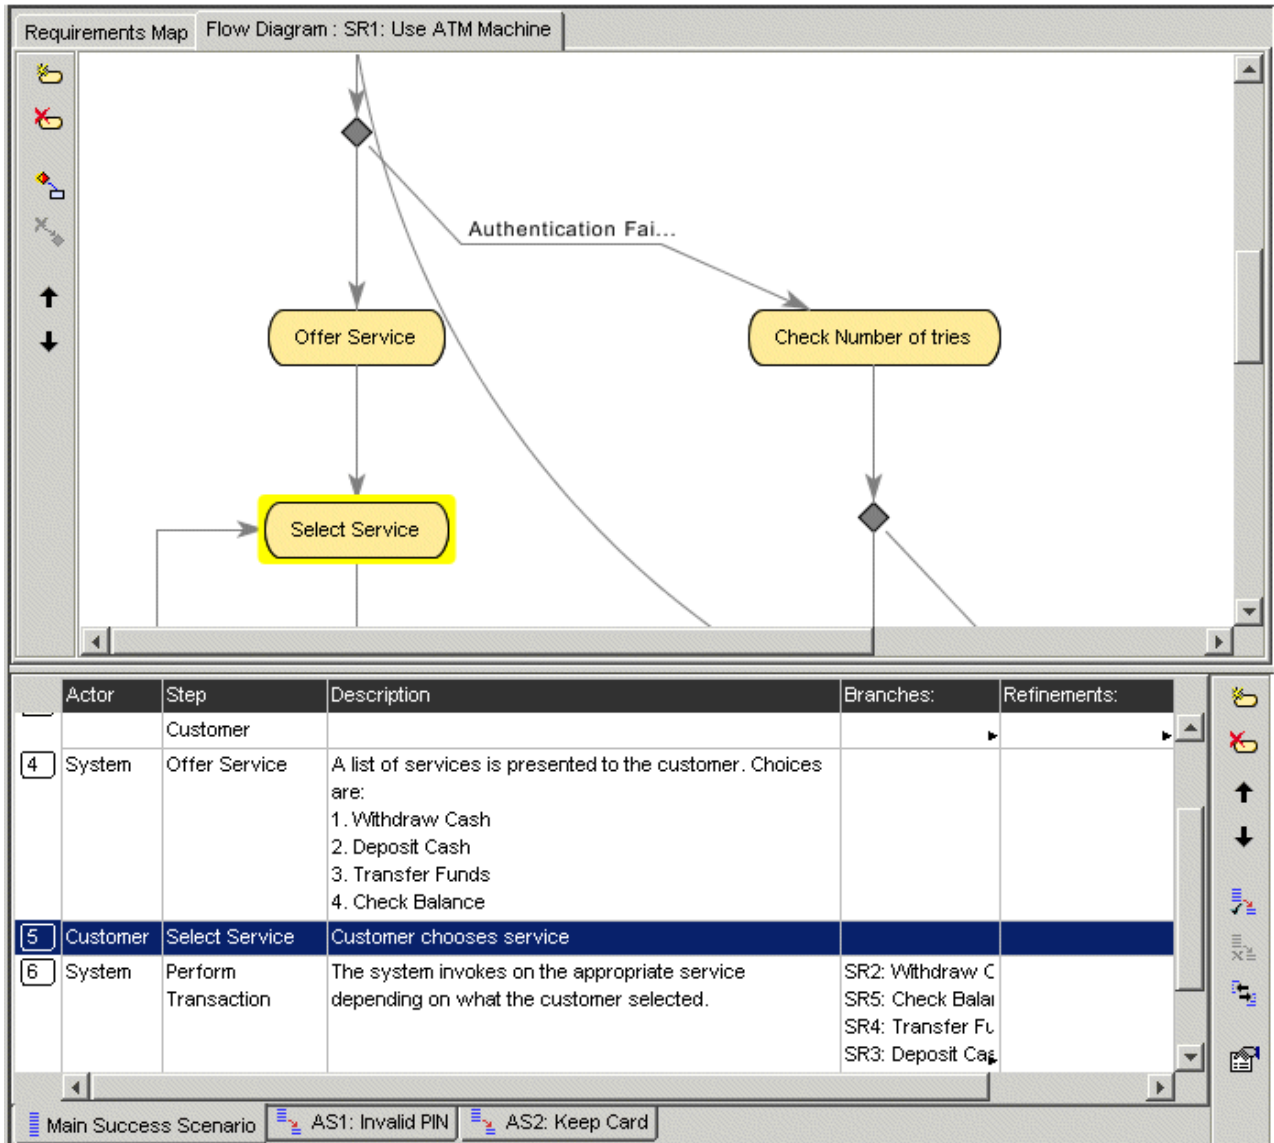 Requirements Map
Flow Diagram : SR1: Use ATM Machine
Authentication Fai...
Offer Service
Check Number of tries
Select Service
Actor Step Description Branches: Refinements:
Customer
4 System Offer Service A list of services is presented to the customer. Choices
are:
1. Withdraw Cash
2. Deposit Cash
3. Transfer Funds
4. Check Balance
5 Customer Select Service Customer chooses service
6 System Perform The system invokes on the appropriate service SR2: Withdraw C
Transaction depending on what the customer selected. SR5: Check Balar
SR4: Transfer Fu
SR3: Deposit Cas
Main Success Scenario AS1: Invalid PIN AS2: Keep Card